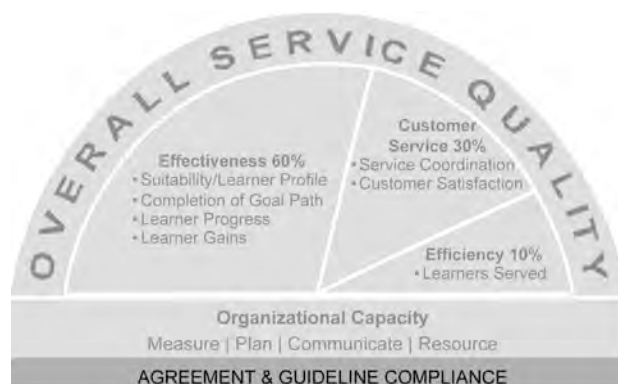 OVERALL SERVICE QUALITY
Effectiveness 60%
• Suitability/Learner Profile
• Completion of Goal Path
• Learner Progress
• Learner Gains
Customer
Service 30%
• Service Coordination
• Customer Satisfaction
Efficiency 10%
• Learners Served
Organizational Capacity
Measure | Plan | Communicate | Resource
AGREEMENT & GUIDELINE COMPLIANCE